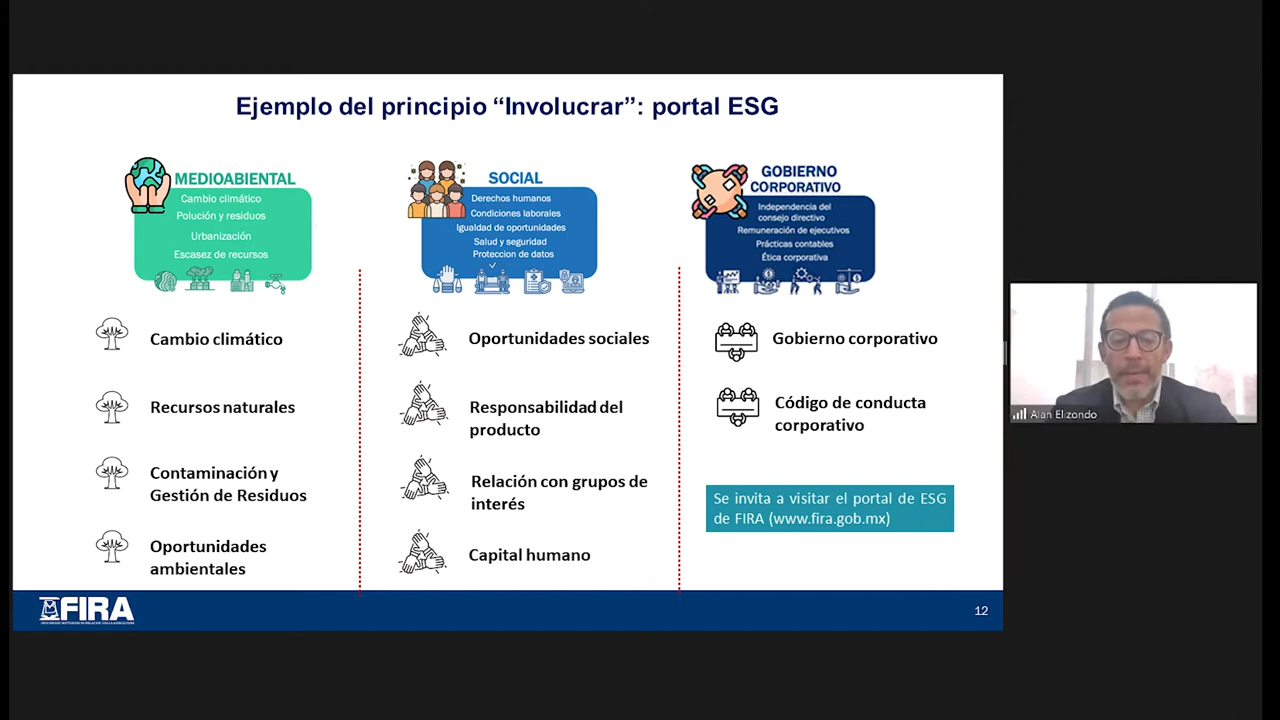 Ejemplo del principio “Involucrar”: portal ESG
MEDIOABIENTAL
Cambio climático
Polución y residuos
Urbanización
Escasez de recursos
Cambio climático
Recursos naturales
Contaminación y
Gestión de Residuos
Oportunidades
ambientales
SOCIAL
Derechos humanos
Condiciones laborales
Igualdad de oportunidades
Salud y seguridad
Proteccion de datos
Oportunidades sociales
Responsabilidad del
producto
Relación con grupos de
interés
Capital humano
GOBIERNO
CORPORATIVO
Independencia del
consejo directivo
Remuneración de ejecutivos
Prácticas contables
Ética corporativa
Gobierno corporativo
Código de conducta
corporativo
Se invita a visitar el portal de ESG
de FIRA (www.fira.gob.mx)
FIRA
12
Alan Elizondo